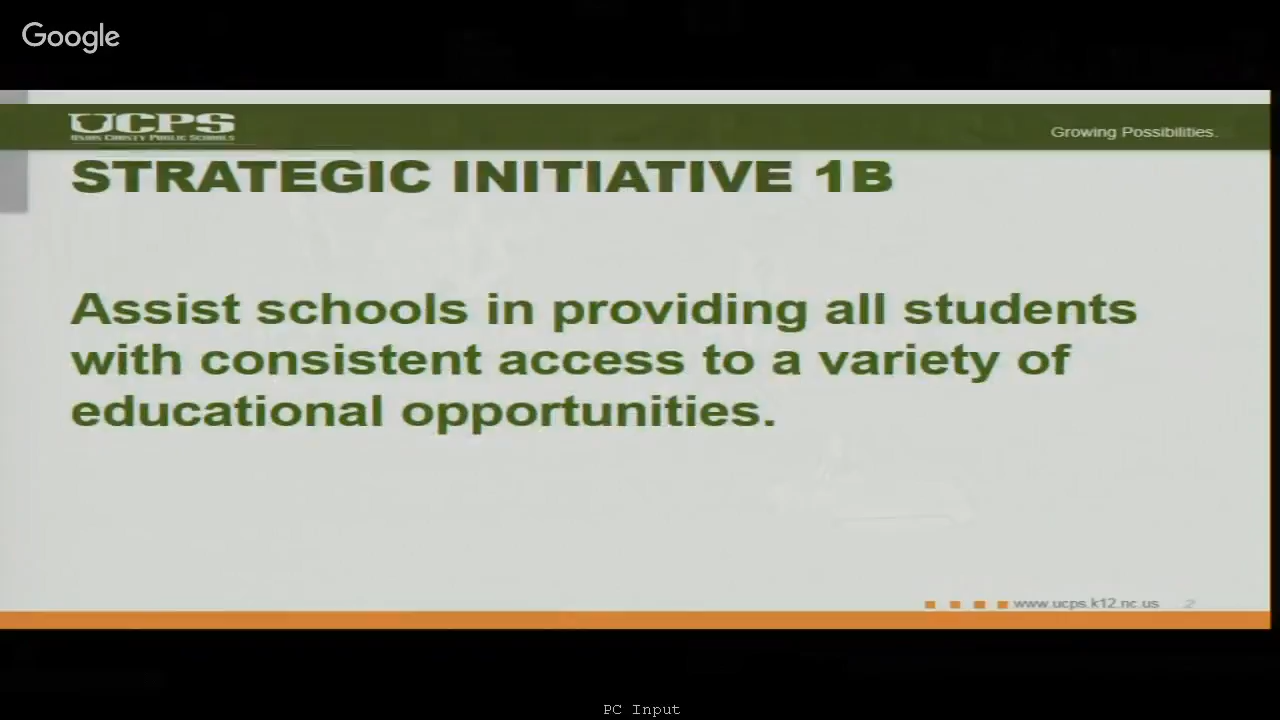 Google
UCPS
UNION COUNTY PUBLIC SCHOOLS
Growing Possibilities.
STRATEGIC INITIATIVE 1B
Assist schools in providing all students
with consistent access to a variety of
educational opportunities.
www.ucps.k12.nc.us 2
PC Input